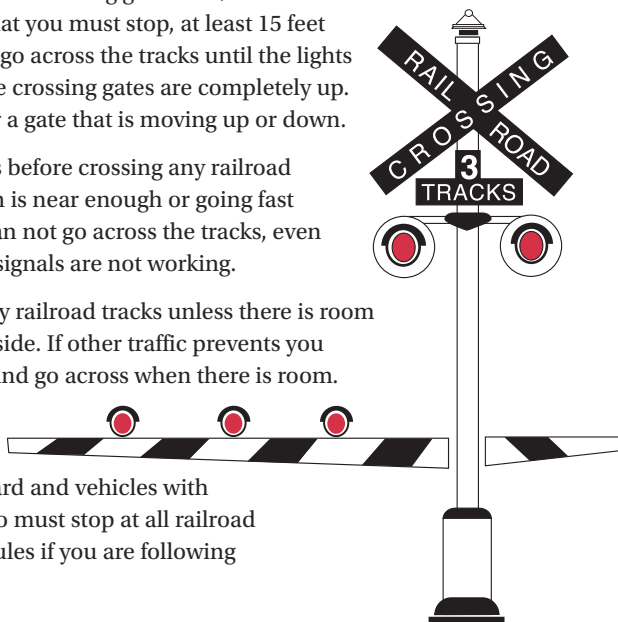 at you must stop, at least 15 feet
go across the tracks until the lights
crossing gates are completely up.
a gate that is moving up or down.
before crossing any railroad
is near enough or going fast
not go across the tracks, even
signals are not working.
railroad tracks unless there is room
side. If other traffic prevents you
and go across when there is room.
and vehicles with
must stop at all railroad
if you are following
RAIL ROAD
CROSSING
3
TRACKS